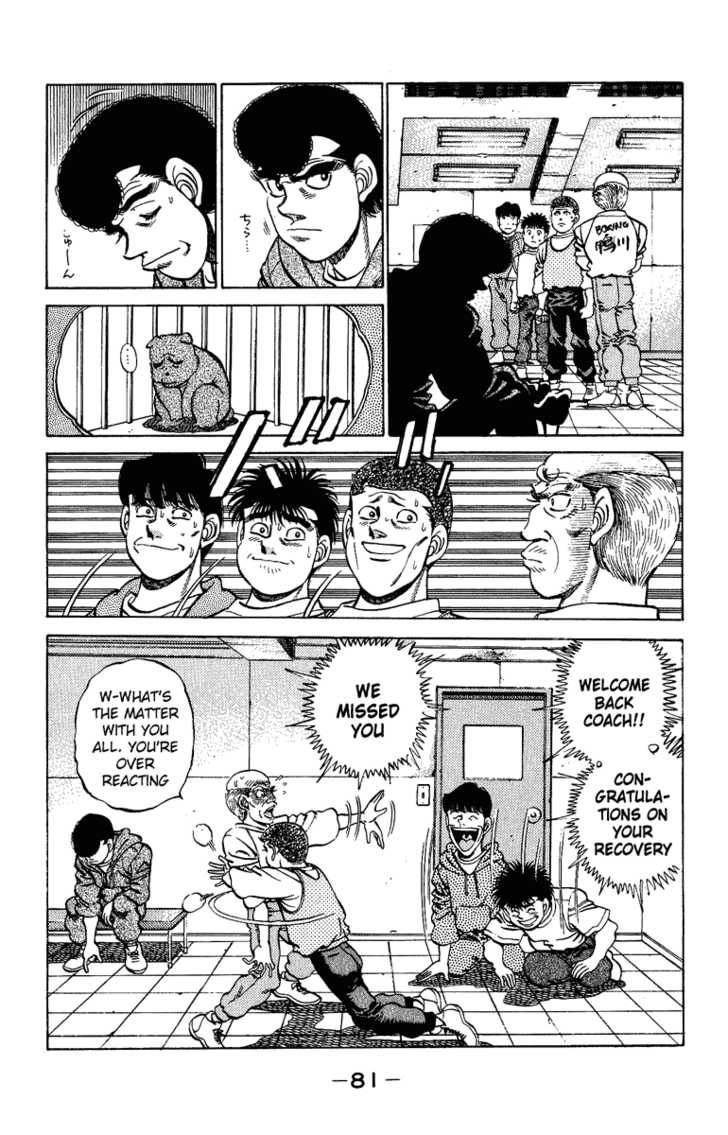 BOXING
鴨川
ちら…
しゅーん
…
WELCOME
BACK
COACH!!
CON-
GRATULA-
TIONS ON
YOUR
RECOVERY
WE
MISSED
YOU
W-WHAT'S
THE MATTER
WITH YOU
ALL. YOU'RE
OVER
REACTING
-81-